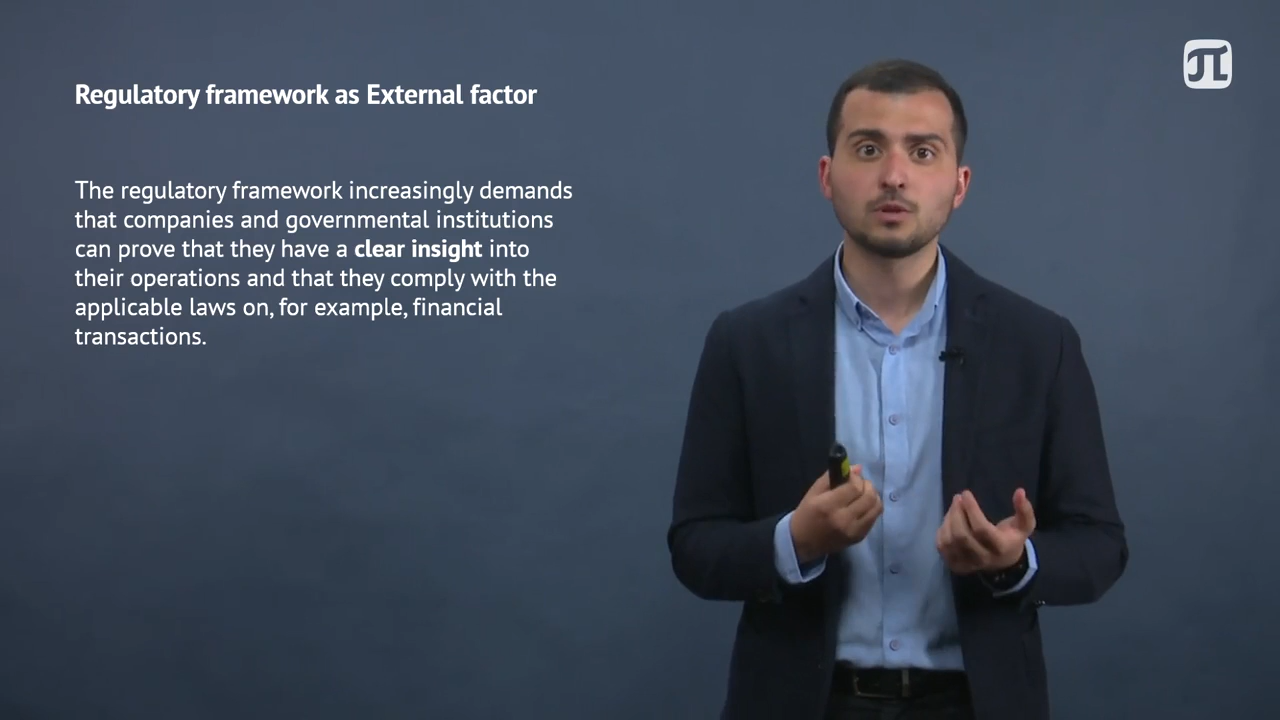 Regulatory framework as External factor
The regulatory framework increasingly demands
that companies and governmental institutions
can prove that they have a clear insight into
their operations and that they comply with the
applicable laws on, for example, financial
transactions.